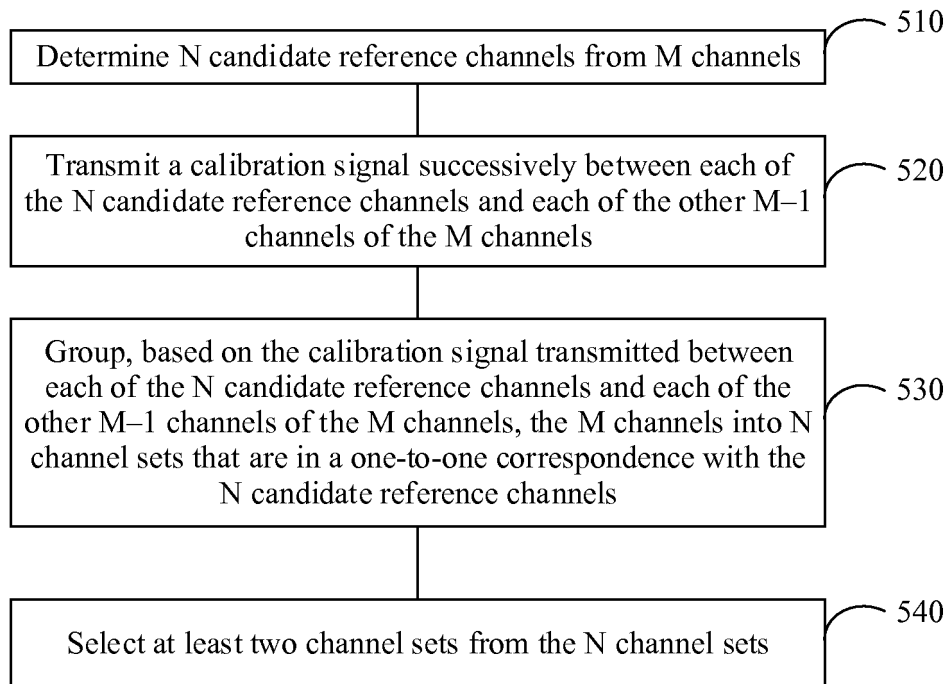 510
Determine N candidate reference channels from M channels
520
Transmit a calibration signal successively between each of
the N candidate reference channels and each of the other M–1
channels of the M channels
530
Group, based on the calibration signal transmitted between
each of the N candidate reference channels and each of the
other M–1 channels of the M channels, the M channels into N
channel sets that are in a one-to-one correspondence with the
N candidate reference channels
540
Select at least two channel sets from the N channel sets